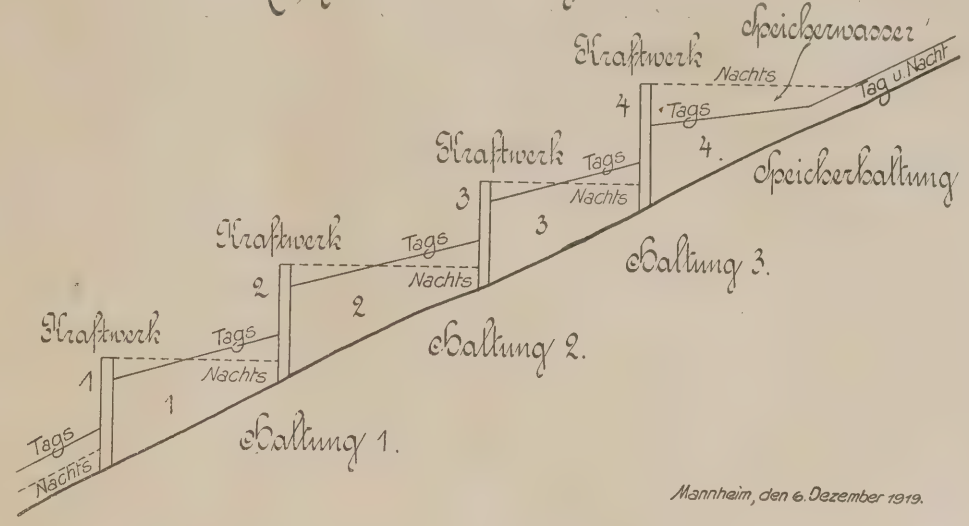 Speicherwasser
Kraftwerk
Nachts
Tag u. Nacht
4
Tags
4.
Kraftwerk
Tags
Speicherhaltung
3
Nachts
3
Kraftwerk
Tags
Haltung 3.
2
Nachts
2
Kraftwerk
Tags
Haltung 2.
1
Nachts
1
Tags
Haltung 1.
Nachts
Mannheim, den 6. Dezember 1919.